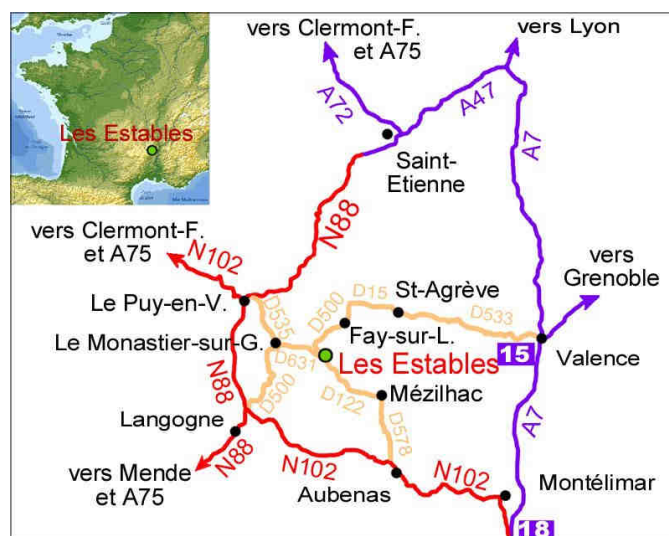 vers Clermont-F.
et A75
vers Lyon
Les Estables
A72
A47
A7
Saint-
Etienne
N88
vers Clermont-F.
et A75
N102
vers
Grenoble
Le Puy-en-V.
D535
D500
D15
St-Agrève
D533
Le Monastier-sur-G.
Fay-sur-L.
D631
Les Estables
15
Valence
N88
D500
D122
Mézilhac
A7
Langogne
D578
N88
vers Mende
et A75
N102
Aubenas
N102
Montélimar
18